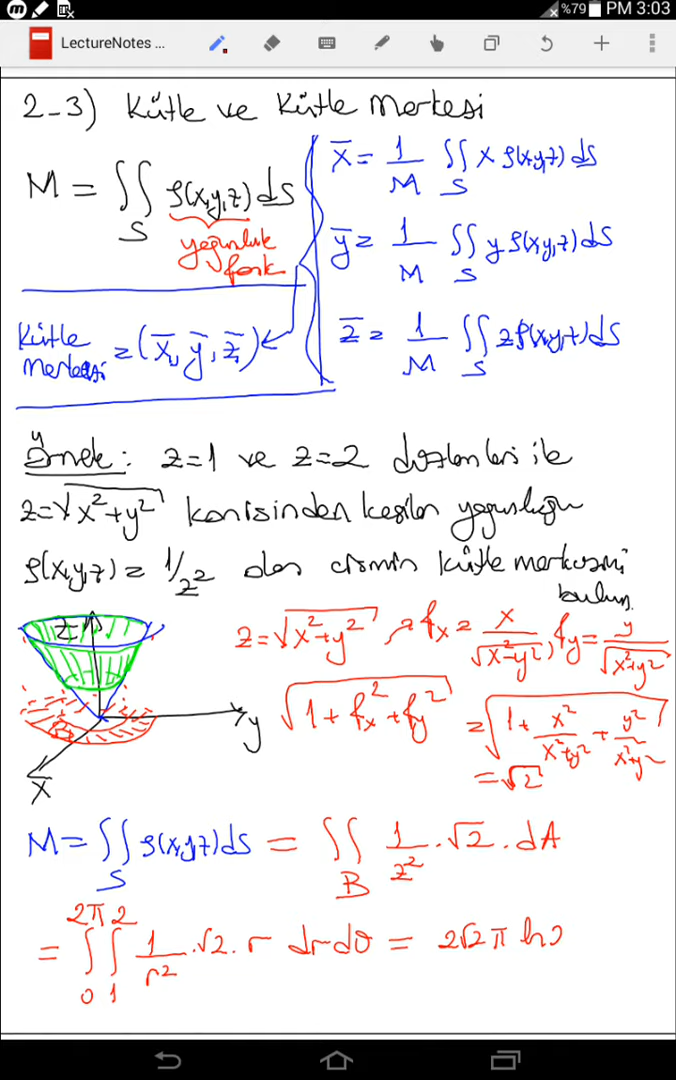 %79 PM 3:03
LectureNotes ...
2-3) Kütle ve Kütle Merkezi
M = ∬_S ρ(x,y,z) dS
yoğunluk
fonk
x̄ = 1/M ∬_S x ρ(x,y,z) dS
ȳ = 1/M ∬_S y ρ(x,y,z) dS
z̄ = 1/M ∬_S z ρ(x,y,z) dS
Kütle
Merkezi = (x̄, ȳ, z̄)
Örnek: z=1 ve z=2 düzlemleri ile
z=√(x²+y²) konisinden kesilen yoğunluğu
ρ(x,y,z) = 1/z² olan cismin kütle merkezini
bulun.
z
y
x
z=√(x²+y²) → f_x = x/√(x²+y²), f_y = y/√(x²+y²)
√(1+f_x²+f_y²) = √(1 + x²/(x²+y²) + y²/(x²+y²))
= √2
M = ∬_S ρ(x,y,z) dS = ∬_B 1/z² · √2 · dA
= ∫_0^2π ∫_1^2 1/r² · √2 · r dr dθ = 2√2 π ln2